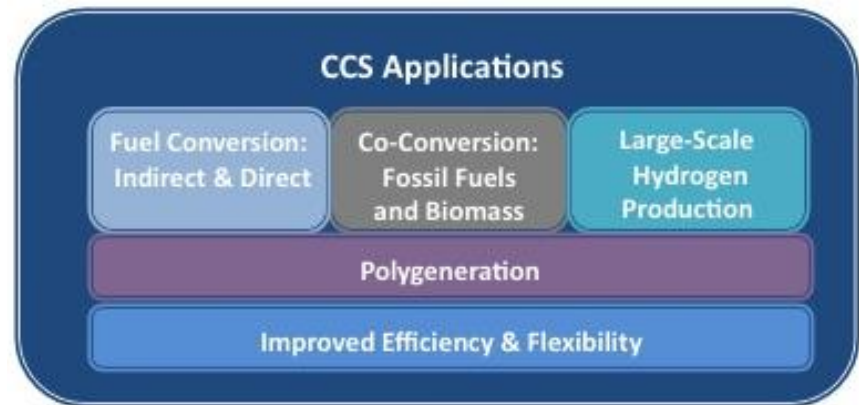 CCS Applications
Fuel Conversion:
Indirect & Direct
Co-Conversion:
Fossil Fuels
and Biomass
Large-Scale
Hydrogen
Production
Polygeneration
Improved Efficiency & Flexibility